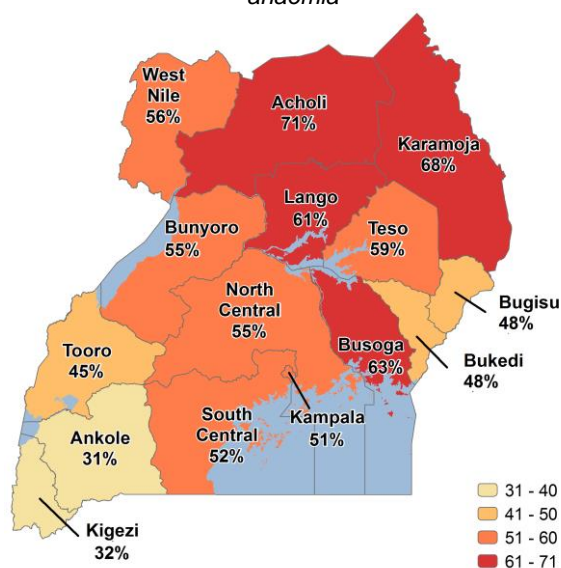 anaemia
West
Nile
56%
Acholi
71%
Karamoja
68%
Lango
61%
Teso
59%
Bunyoro
55%
North
Central
55%
Bugisu
48%
Busoga
63%
Bukedi
48%
Tooro
45%
Kampala
51%
South
Central
52%
Ankole
31%
Kigezi
32%
31 - 40
41 - 50
51 - 60
61 - 71